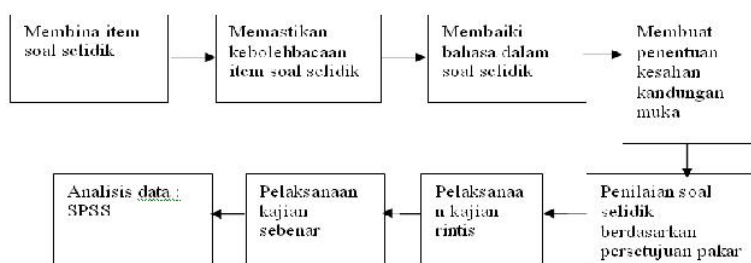 Membina item
soal selidik
Memastikan
kebolehbacaan
item soal selidik
Membaiki
bahasa dalam
soal selidik
Membuat
penentuan
kesahan
kandungan
muka
Penilaian soal
selidik
berdasarkan
persetujuan pakar
Pelaksanaa
n kajian
rintis
Pelaksanaan
kajian
sebenar
Analisis data :
SPSS